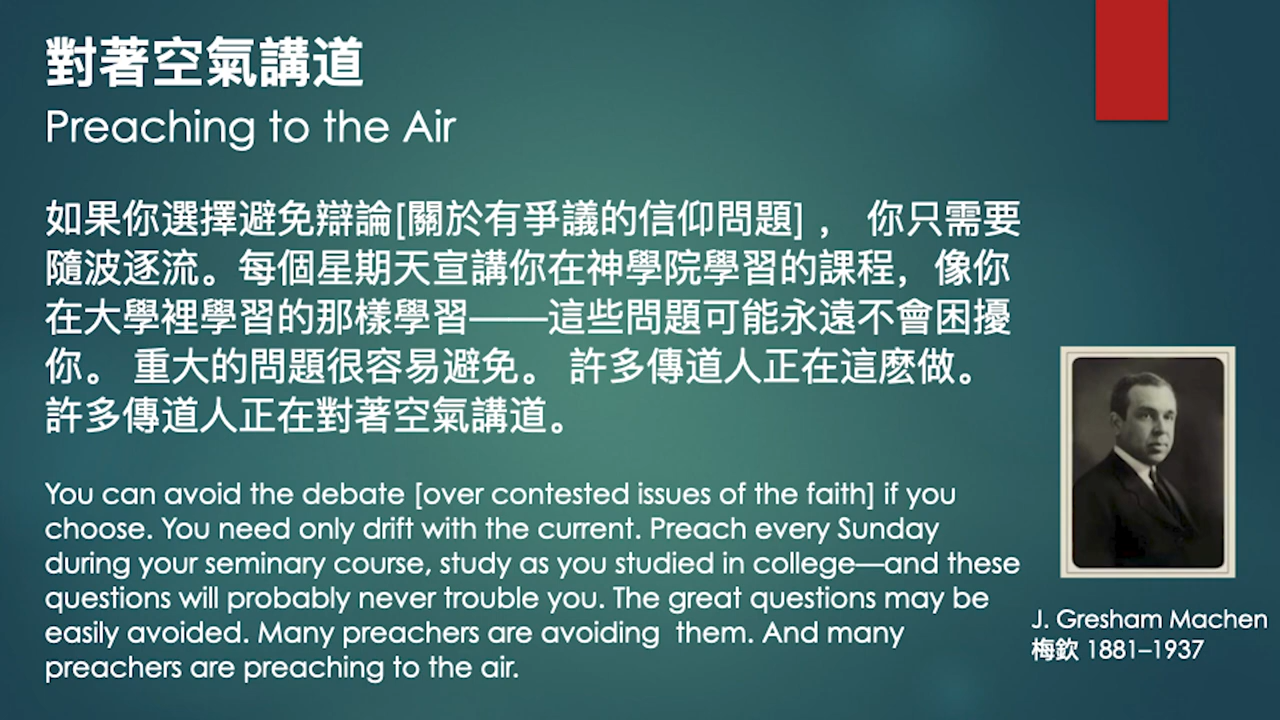 對著空氣講道
Preaching to the Air
如果你選擇避免辯論[關於有爭議的信仰問題] ， 你只需要
隨波逐流。每個星期天宣講你在神學院學習的課程，像你
在大學裡學習的那樣學習——這些問題可能永遠不會困擾
你。 重大的問題很容易避免。 許多傳道人正在這麽做。
許多傳道人正在對著空氣講道。
You can avoid the debate [over contested issues of the faith] if you
choose. You need only drift with the current. Preach every Sunday
during your seminary course, study as you studied in college—and these
questions will probably never trouble you. The great questions may be
easily avoided. Many preachers are avoiding  them. And many
preachers are preaching to the air.
J. Gresham Machen
梅欽 1881–1937